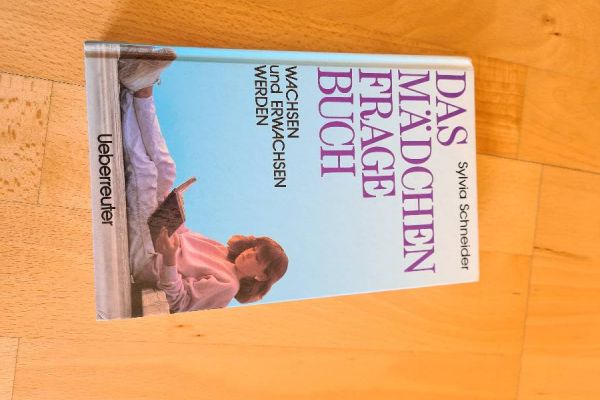 Sylvia Schneider
DAS
MÄDCHEN
FRAGE
BUCH
WACHSEN
und ERWACHSEN
WERDEN
Ueberreuter